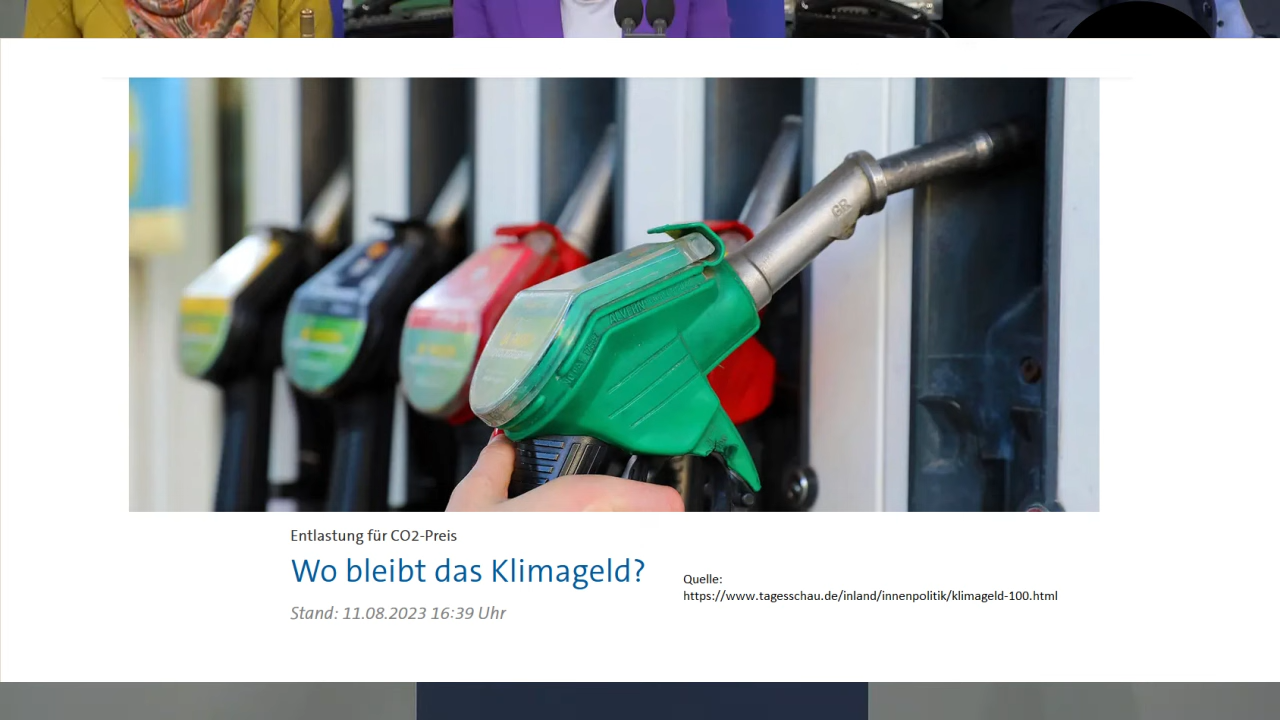 GR
Entlastung für CO2-Preis
Wo bleibt das Klimageld?
Stand: 11.08.2023 16:39 Uhr
Quelle:
https://www.tagesschau.de/inland/innenpolitik/klimageld-100.html